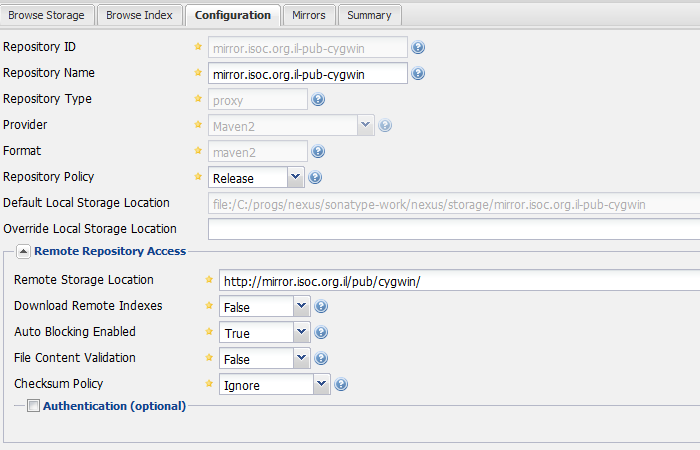 Browse Storage Browse Index Configuration Mirrors Summary
Repository ID mirror.isoc.org.il-pub-cygwin
Repository Name mirror.isoc.org.il-pub-cygwin
Repository Type proxy
Provider Maven2
Format maven2
Repository Policy Release
Default Local Storage Location file:/C:/progs/nexus/sonatype-work/nexus/storage/mirror.isoc.org.il-pub-cygwin
Override Local Storage Location
Remote Repository Access
Remote Storage Location http://mirror.isoc.org.il/pub/cygwin/
Download Remote Indexes False
Auto Blocking Enabled True
File Content Validation False
Checksum Policy Ignore
Authentication (optional)